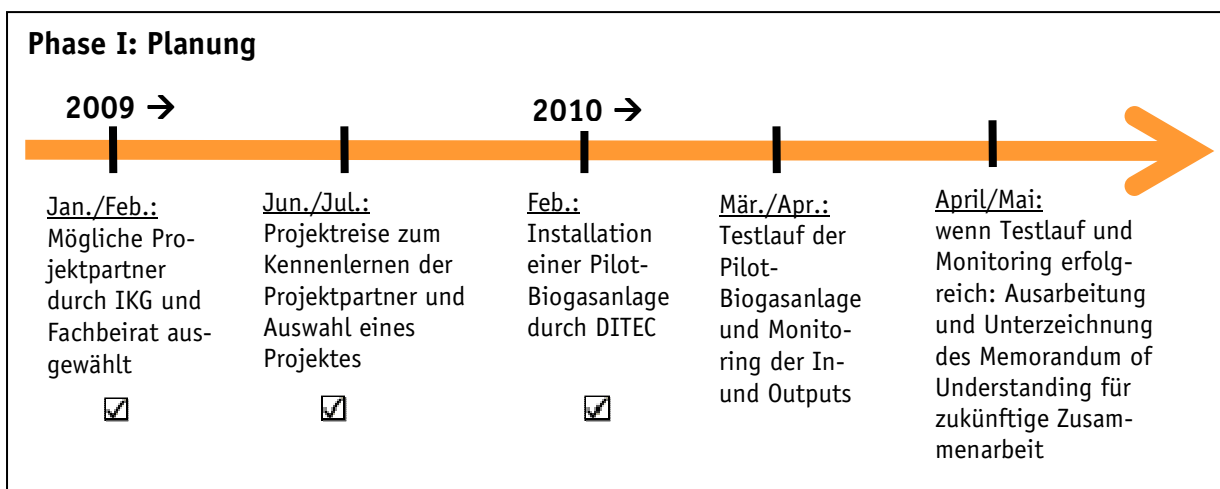 Phase I: Planung
2009 →
2010 →
Jan./Feb.:
Mögliche Pro-
jektpartner
durch IKG und
Fachbeirat aus-
gewählt
☑
Jun./Jul.:
Projektreise zum
Kennenlernen der
Projektpartner und
Auswahl eines
Projektes
☑
Feb.:
Installation
einer Pilot-
Biogasanlage
durch DITEC
☑
Mär./Apr.:
Testlauf der
Pilot-
Biogasanlage
und Monito-
ring der In-
und Outputs
April/Mai:
wenn Testlauf und
Monitoring erfolg-
reich: Ausarbeitung
und Unterzeichnung
des Memorandum of
Understanding für
zukünftige Zusam-
menarbeit